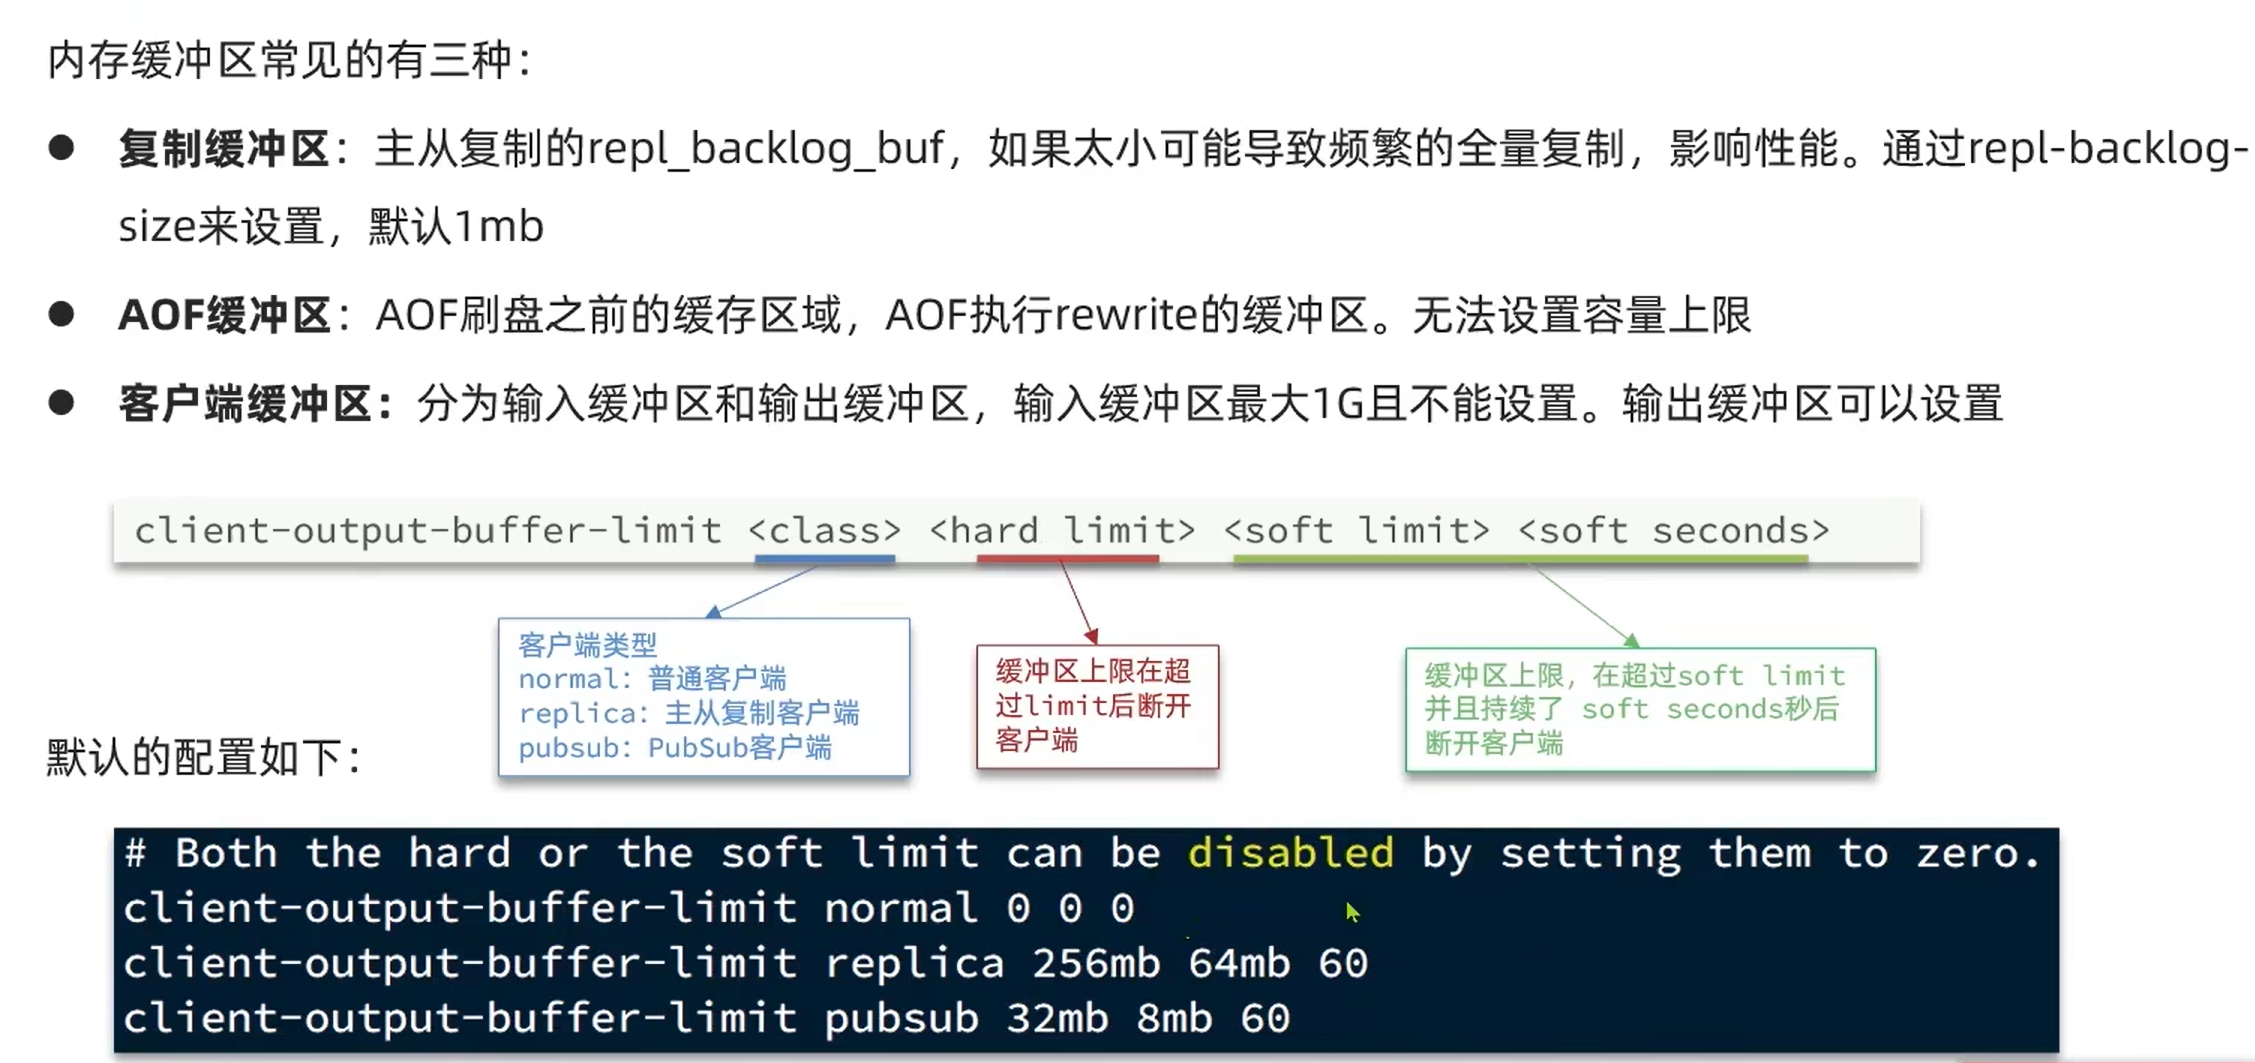 内存缓冲区常见的有三种：
● 复制缓冲区：主从复制的repl_backlog_buf，如果太小可能导致频繁的全量复制，影响性能。通过repl-backlog-
size来设置，默认1mb
● AOF缓冲区：AOF刷盘之前的缓存区域，AOF执行rewrite的缓冲区。无法设置容量上限
● 客户端缓冲区：分为输入缓冲区和输出缓冲区，输入缓冲区最大1G且不能设置。输出缓冲区可以设置
client-output-buffer-limit <class> <hard limit> <soft limit> <soft seconds>
客户端类型
normal：普通客户端
replica：主从复制客户端
pubsub：PubSub客户端
缓冲区上限在超
过limit后断开
客户端
缓冲区上限，在超过soft limit
并且持续了 soft seconds秒后
断开客户端
默认的配置如下：
# Both the hard or the soft limit can be disabled by setting them to zero.
client-output-buffer-limit normal 0 0 0
client-output-buffer-limit replica 256mb 64mb 60
client-output-buffer-limit pubsub 32mb 8mb 60